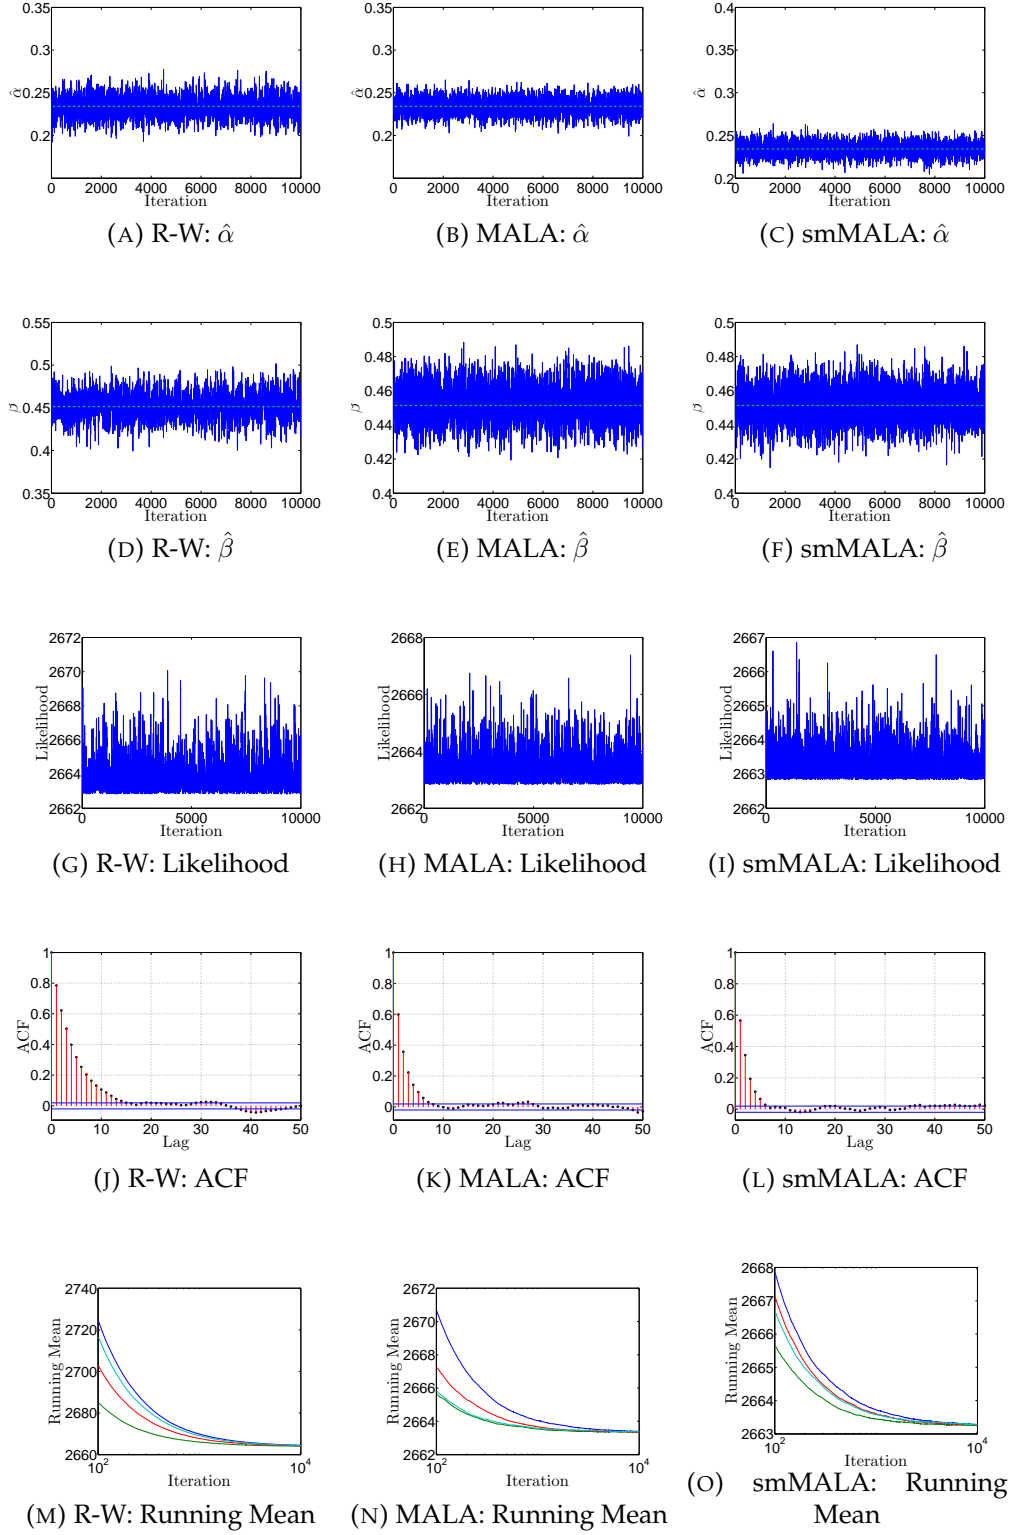 0.35
0.3
0.25
0.2
α̂
0 2000 4000 6000 8000 10000
Iteration
(A) R-W: α̂
0.35
0.3
0.25
0.2
α̂
0 2000 4000 6000 8000 10000
Iteration
(B) MALA: α̂
0.4
0.35
0.3
0.25
0.2
α̂
0 2000 4000 6000 8000 10000
Iteration
(C) smMALA: α̂
0.55
0.5
0.45
0.4
0.35
β
0 2000 4000 6000 8000 10000
Iteration
(D) R-W: β̂
0.5
0.48
0.46
0.44
0.42
0.4
β
0 2000 4000 6000 8000 10000
Iteration
(E) MALA: β̂
0.5
0.48
0.46
0.44
0.42
0.4
β
0 2000 4000 6000 8000 10000
Iteration
(F) smMALA: β̂
2672
2670
2668
2666
2664
2662
Likelihood
0 5000 10000
Iteration
(G) R-W: Likelihood
2668
2666
2664
2662
Likelihood
0 5000 10000
Iteration
(H) MALA: Likelihood
2667
2666
2665
2664
2663
2662
Likelihood
0 5000 10000
Iteration
(I) smMALA: Likelihood
1
0.8
0.6
0.4
0.2
0
ACF
0 10 20 30 40 50
Lag
(J) R-W: ACF
1
0.8
0.6
0.4
0.2
0
ACF
0 10 20 30 40 50
Lag
(K) MALA: ACF
1
0.8
0.6
0.4
0.2
0
ACF
0 10 20 30 40 50
Lag
(L) smMALA: ACF
2740
2720
2700
2680
2660
Running Mean
10² 10⁴
Iteration
(M) R-W: Running Mean
2672
2670
2668
2666
2664
2662
Running Mean
10² 10⁴
Iteration
(N) MALA: Running Mean
2668
2667
2666
2665
2664
2663
Running Mean
10² 10⁴
Iteration
(O) smMALA: Running
Mean